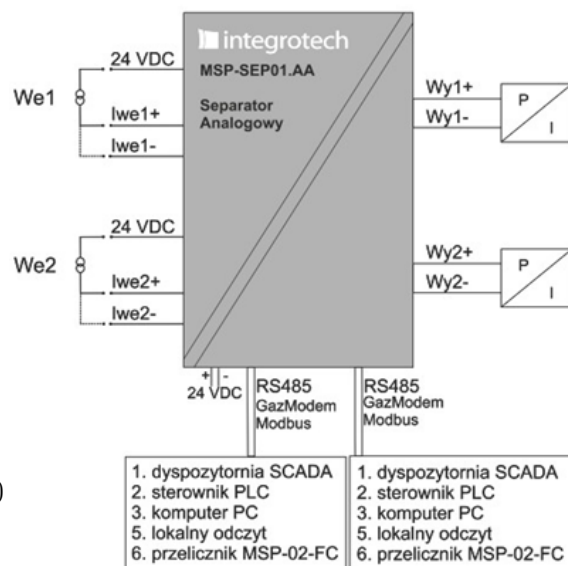 integrotech
MSP-SEP01.AA
Separator
Analogowy
We1
24 VDC
Iwe1+
Iwe1-
We2
24 VDC
Iwe2+
Iwe2-
Wy1+
Wy1-
P
I
Wy2+
Wy2-
P
I
+ -
24 VDC
RS485
GazModem
Modbus
RS485
GazModem
Modbus
1. dyspozytornia SCADA
2. sterownik PLC
3. komputer PC
5. lokalny odczyt
6. przelicznik MSP-02-FC
1. dyspozytornia SCADA
2. sterownik PLC
3. komputer PC
5. lokalny odczyt
6. przelicznik MSP-02-FC
)